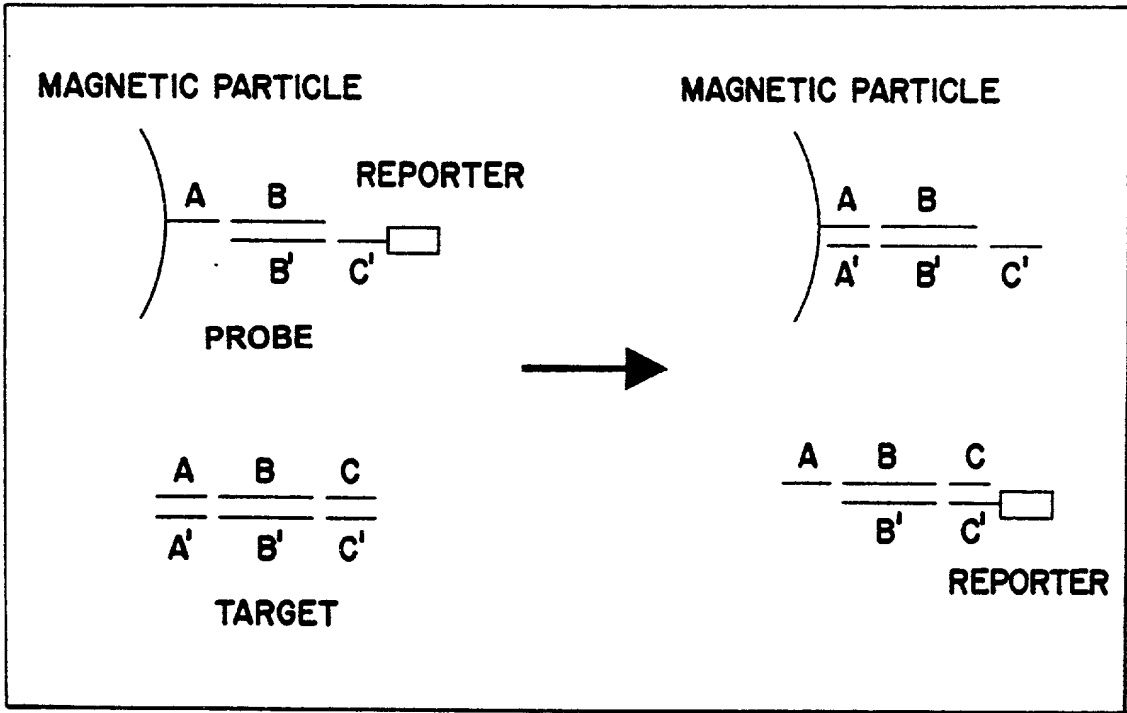 MAGNETIC PARTICLE
A B REPORTER
B' C'
PROBE
A B C
A' B' C'
TARGET
MAGNETIC PARTICLE
A B
A' B' C'
A B C
B' C'
REPORTER